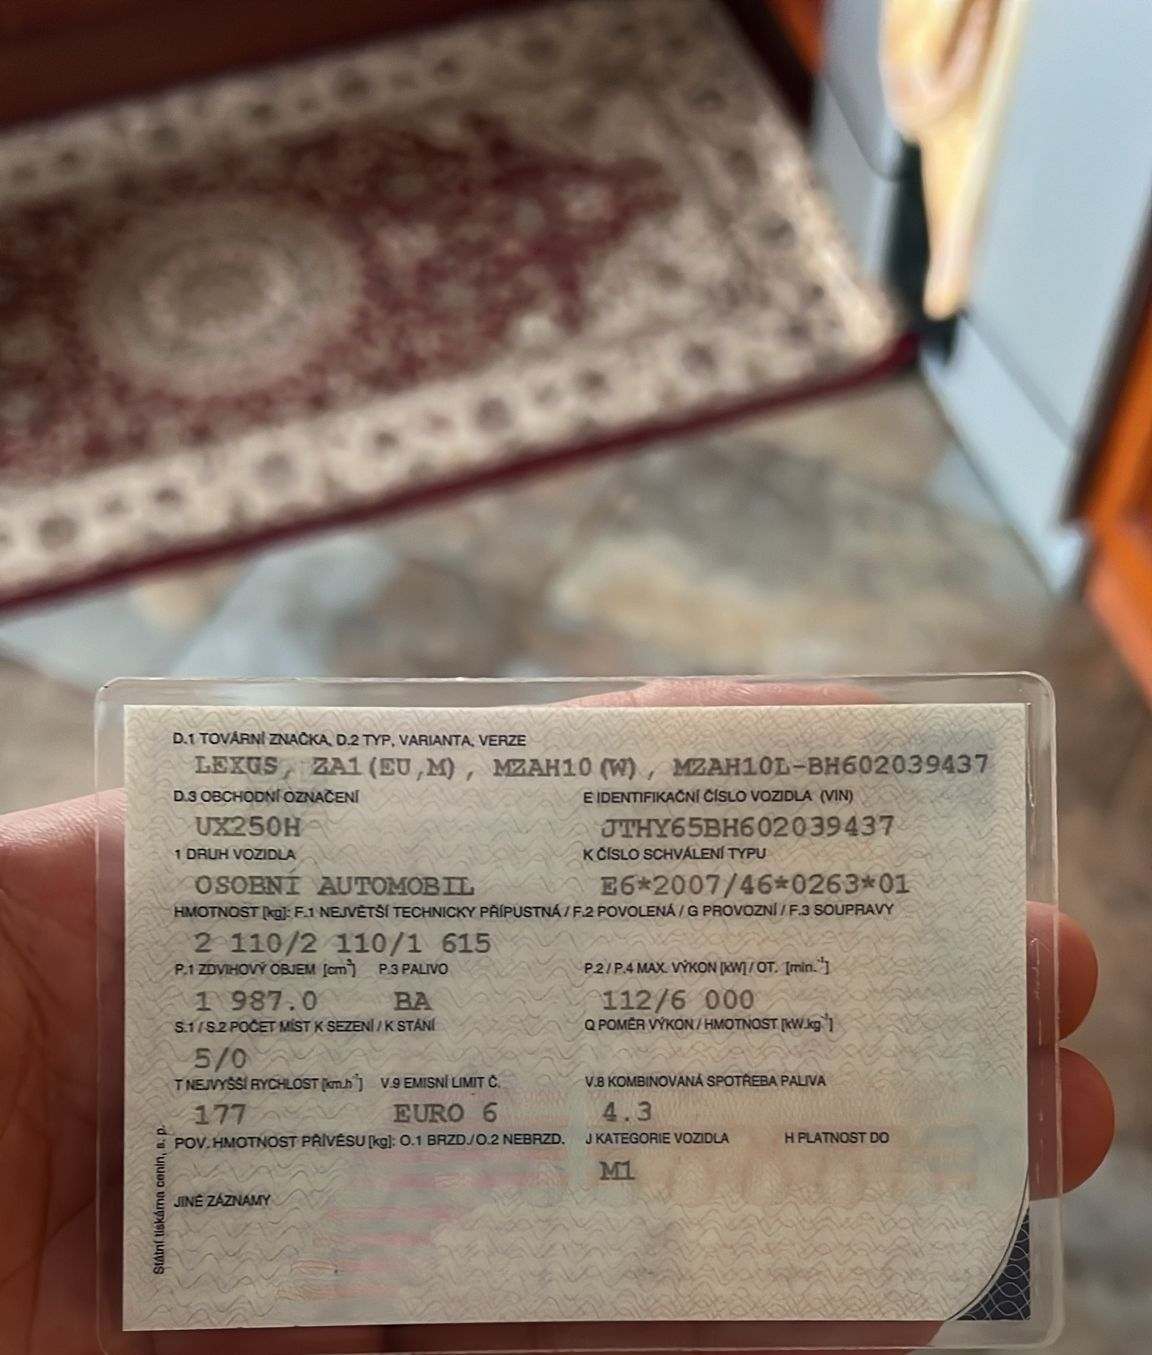 D.1 TOVÁRNÍ ZNAČKA, D.2 TYP, VARIANTA, VERZE
LEXUS, ZA1(EU,M), MZAH10(W), MZAH10L-BH602039437
D.3 OBCHODNÍ OZNAČENÍ E IDENTIFIKAČNÍ ČÍSLO VOZIDLA (VIN)
UX250H JTHY65BH602039437
1 DRUH VOZIDLA K ČÍSLO SCHVÁLENÍ TYPU
OSOBNÍ AUTOMOBIL E6*2007/46*0263*01
HMOTNOST [kg]: F.1 NEJVĚTŠÍ TECHNICKY PŘÍPUSTNÁ / F.2 POVOLENÁ / G PROVOZNÍ / F.3 SOUPRAVY
2 110/2 110/1 615
P.1 ZDVIHOVÝ OBJEM [cm³] P.3 PALIVO P.2 / P.4 MAX. VÝKON [kW] / OT. [min.⁻¹]
1 987.0 BA 112/6 000
S.1 / S.2 POČET MÍST K SEZENÍ / K STÁNÍ Q POMĚR VÝKON / HMOTNOST [kW.kg⁻¹]
5/0
T NEJVYŠŠÍ RYCHLOST [km.h⁻¹] V.9 EMISNÍ LIMIT Č. V.8 KOMBINOVANÁ SPOTŘEBA PALIVA
177 EURO 6 4.3
POV. HMOTNOST PŘÍVĚSU [kg]: O.1 BRZD./O.2 NEBRZD. J KATEGORIE VOZIDLA H PLATNOST DO
M1
JINÉ ZÁZNAMY
Státní tiskárna cenin, s. p.